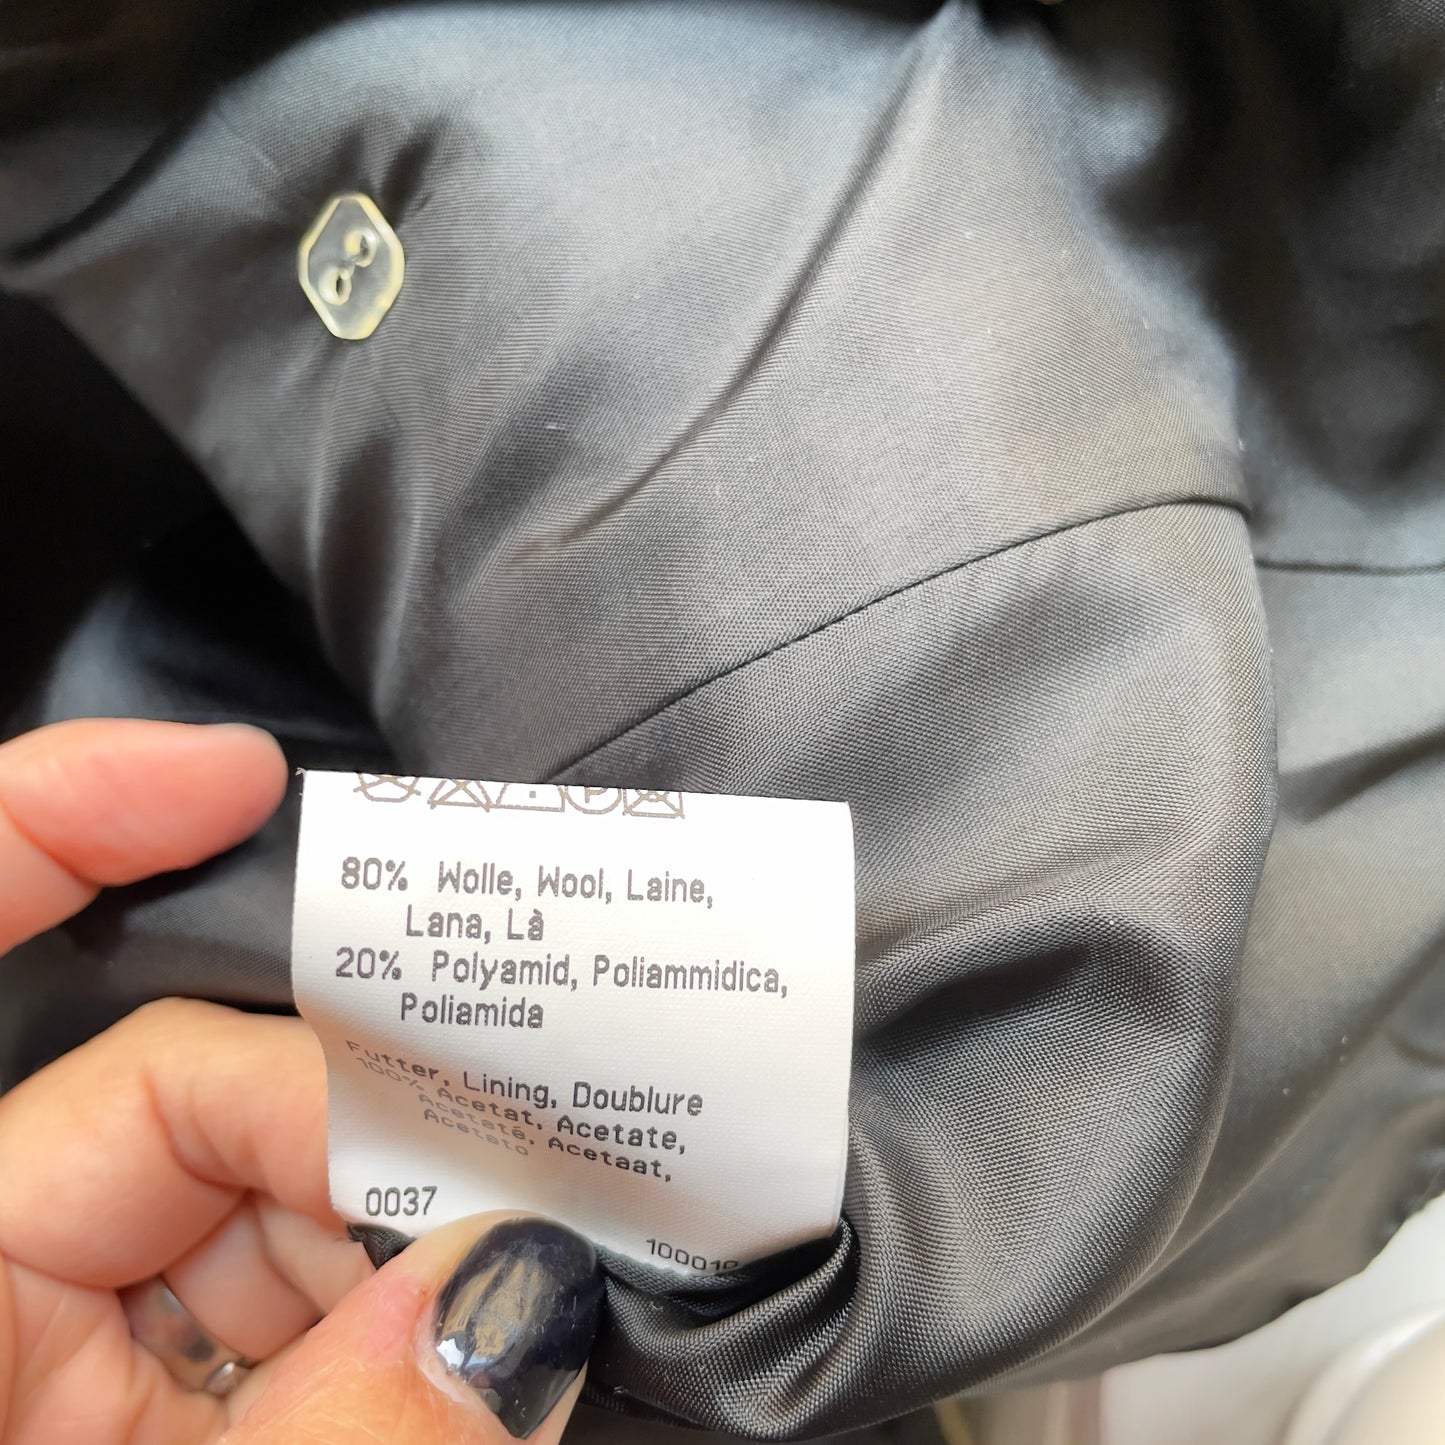 80% Wolle, Wool, Laine,
Lana, Là
20% Polyamid, Poliammidica,
Poliamida
Futter, Lining, Doublure
100% Acetat, Acetate,
Acetaté, Acetaat,
Acetato
0037